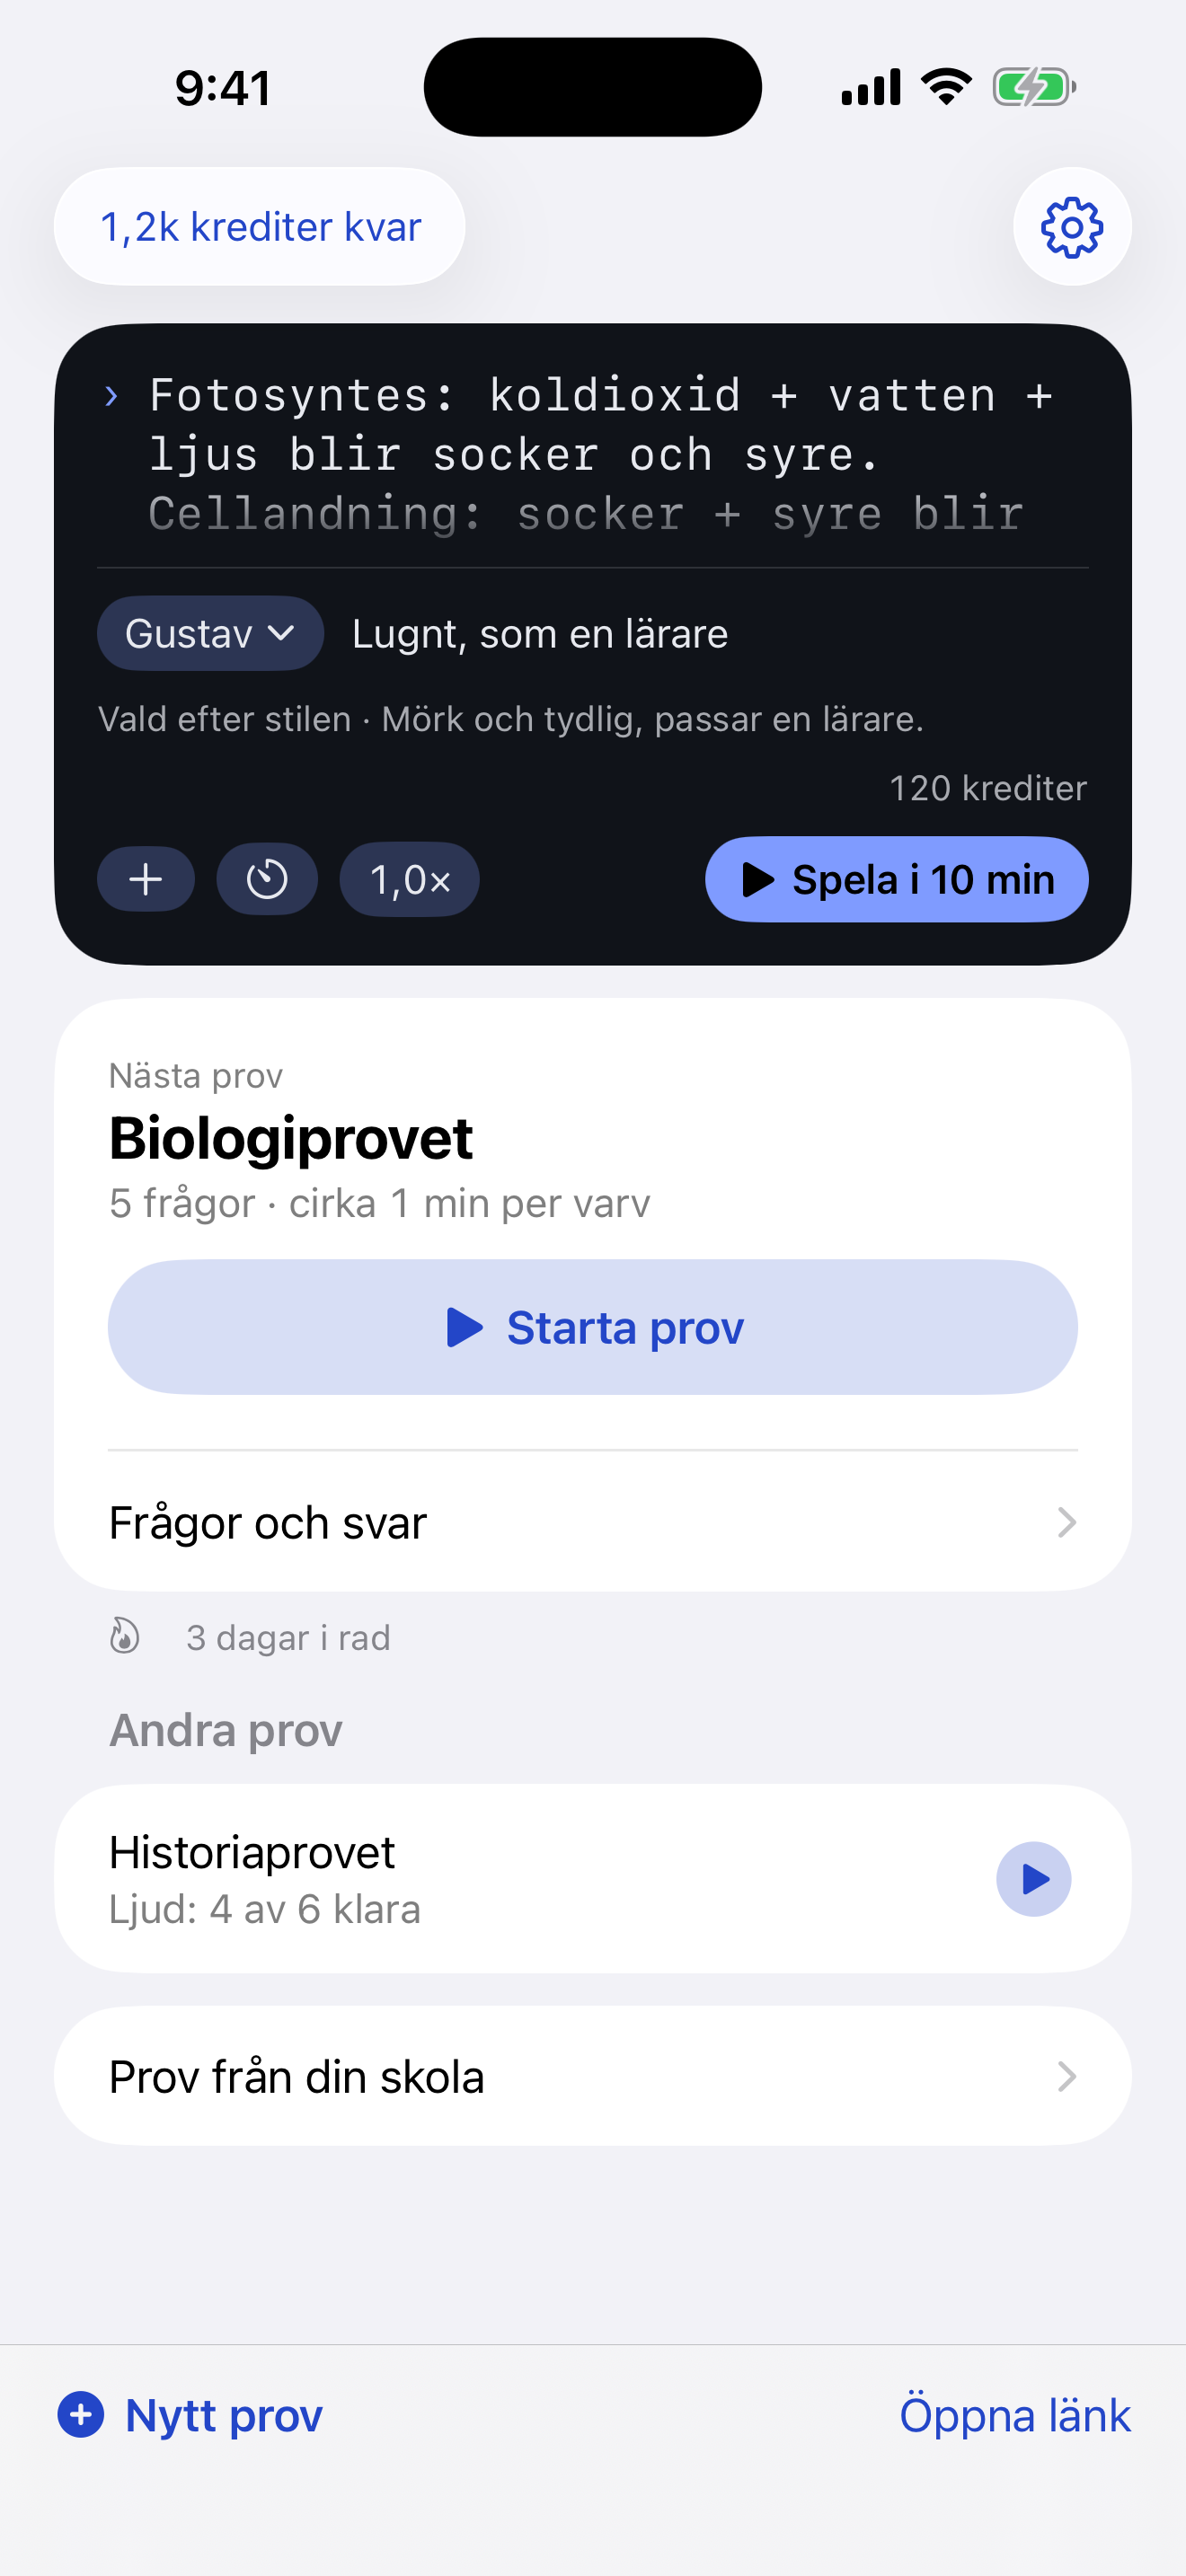 9:41
1,2k krediter kvar
› Fotosyntes: koldioxid + vatten +
ljus blir socker och syre.
Cellandning: socker + syre blir
Gustav Lugnt, som en lärare
Vald efter stilen · Mörk och tydlig, passar en lärare.
120 krediter
1,0× Spela i 10 min
Nästa prov
Biologiprovet
5 frågor · cirka 1 min per varv
Starta prov
Frågor och svar
3 dagar i rad
Andra prov
Historiaprovet
Ljud: 4 av 6 klara
Prov från din skola
Nytt prov Öppna länk